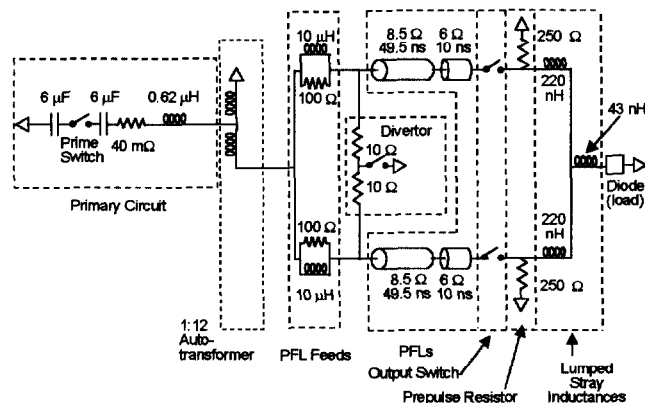 10 µH
100 Ω
8.5 Ω
49.5 ns
6 Ω
10 ns
250 Ω
220
nH
43 nH
6 µF
6 µF
0.62 µH
Prime
Switch
40 mΩ
Primary Circuit
Divertor
10 Ω
10 Ω
Diode
(load)
220
nH
100 Ω
10 µH
8.5 Ω
49.5 ns
6 Ω
10 ns
250 Ω
1:12
Auto-
transformer
PFL Feeds
PFLs
Output Switch
Prepulse Resistor
Lumped
Stray
Inductances